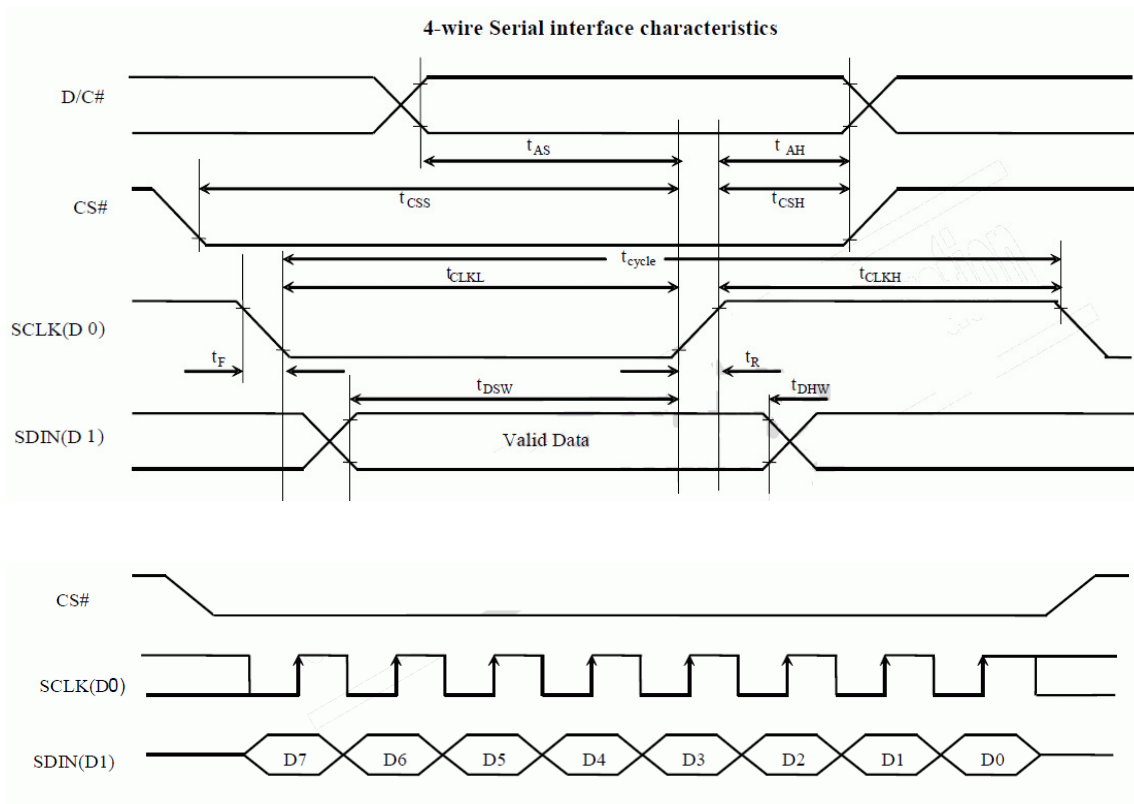 4-wire Serial interface characteristics
D/C#
tAS
tAH
CS#
tCSS
tCSH
tcycle
tCLKL
tCLKH
SCLK(D 0)
tF
tR
tDSW
tDHW
SDIN(D 1)
Valid Data
CS#
SCLK(D0)
SDIN(D1)
D7 D6 D5 D4 D3 D2 D1 D0